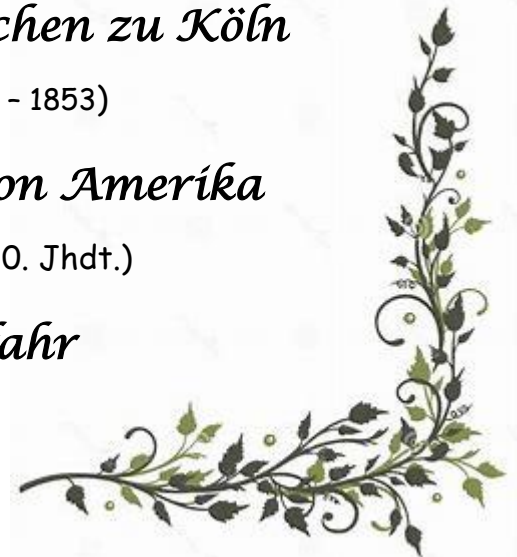 chen zu Köln
– 1853)
on Amerika
0. Jhdt.)
ahr